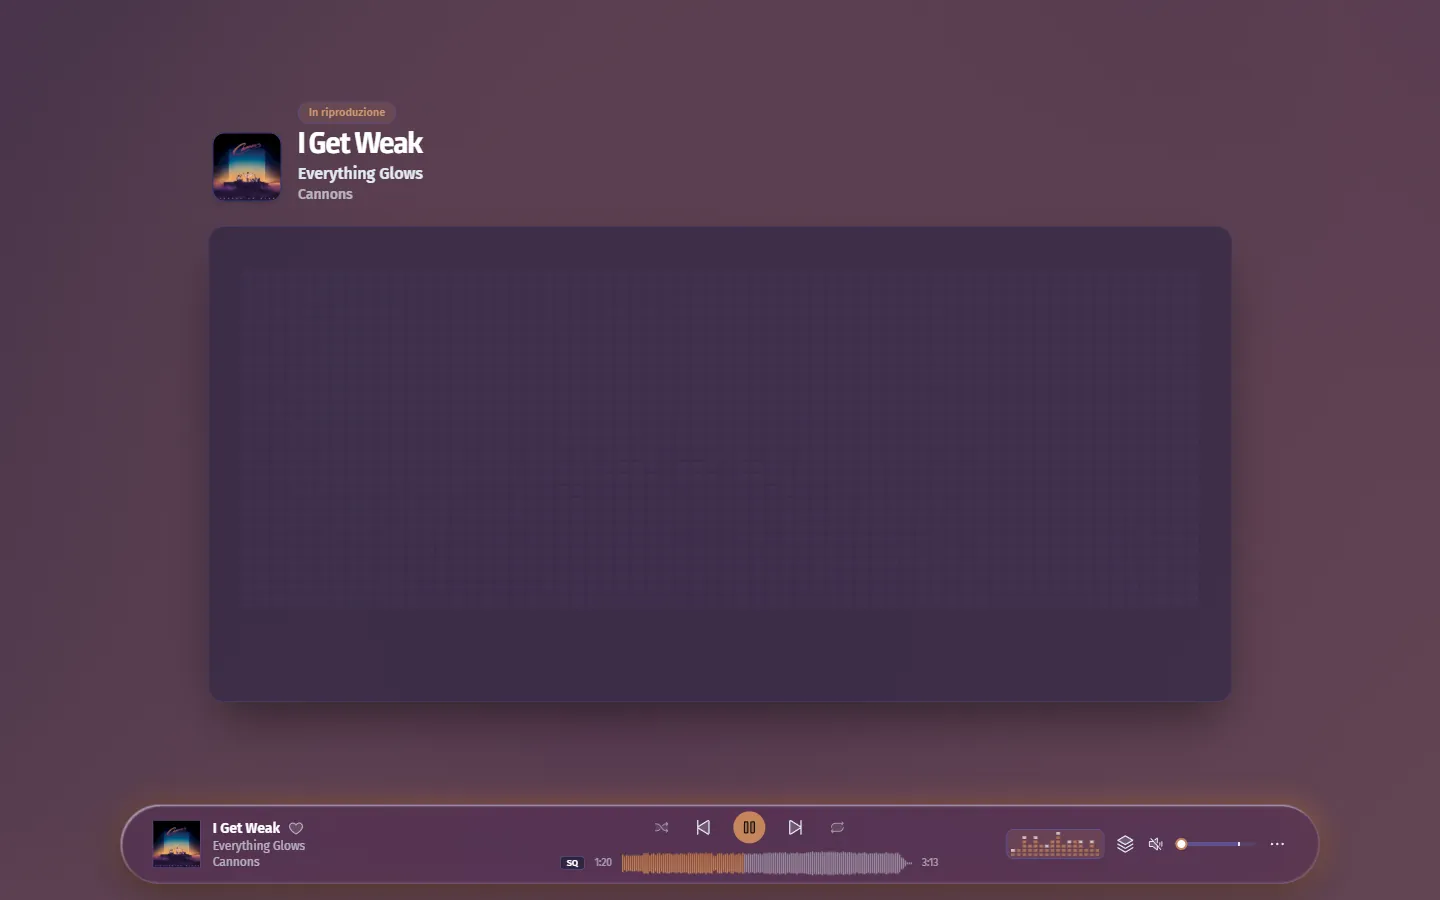 In riproduzione
I Get Weak
Everything Glows
Cannons
I Get Weak
Everything Glows
Cannons
SQ
1:20
3:13